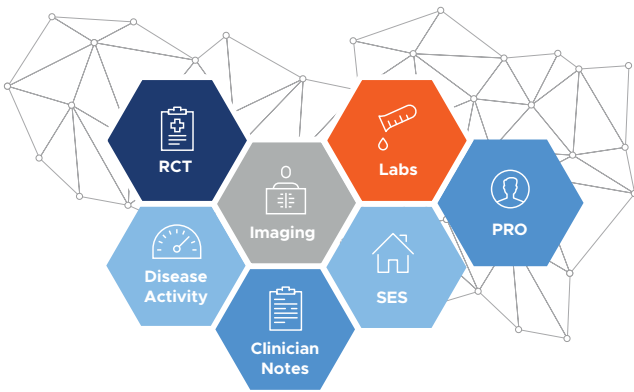 RCT
Labs
Imaging
PRO
Disease
Activity
SES
Clinician
Notes